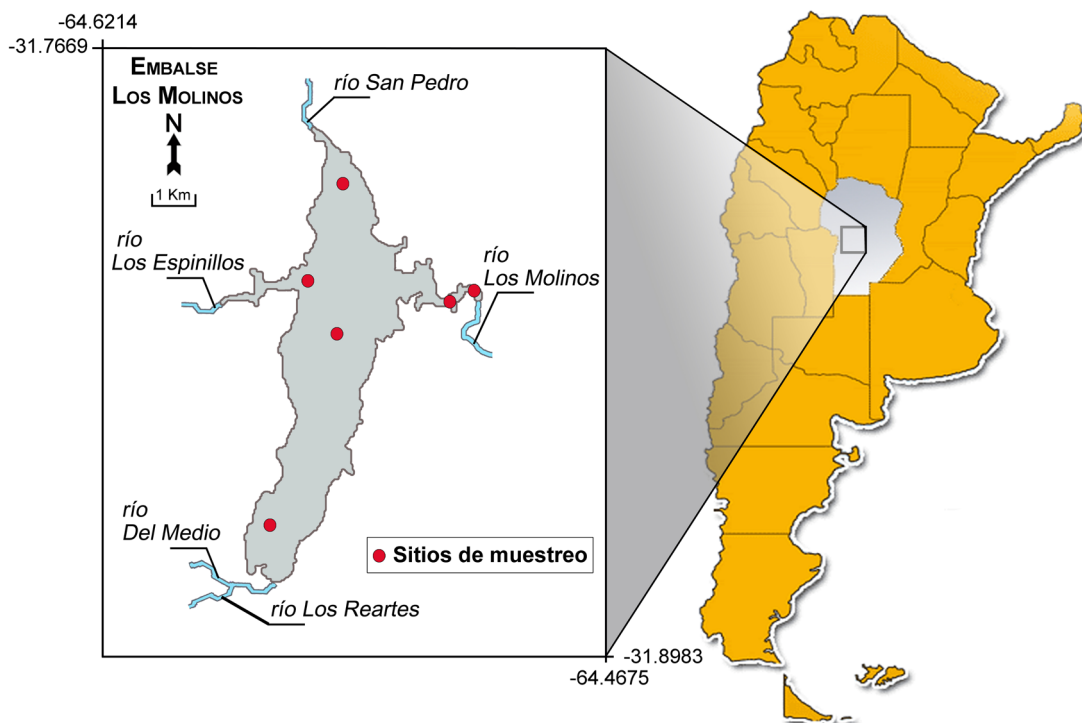 -64.6214
-31.7669
EMBALSE
LOS MOLINOS
N
1 Km
río San Pedro
río
Los Espinillos
río
Los Molinos
río
Del Medio
Sitios de muestreo
río Los Reartes
-31.8983
-64.4675